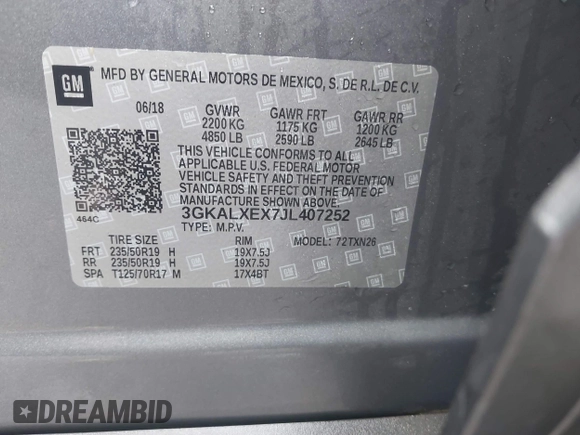 GM MFD BY GENERAL MOTORS DE MEXICO, S. DE R.L. DE C.V.
06/18 GVWR GAWR FRT GAWR RR
2200 KG 1175 KG 1200 KG
4850 LB 2590 LB 2645 LB
THIS VEHICLE CONFORMS TO ALL
APPLICABLE U.S. FEDERAL MOTOR
VEHICLE SAFETY AND THEFT PREVENTION
STANDARDS IN EFFECT ON THE DATE OF
MANUFACTURE SHOWN ABOVE.
464C 3GKALXEX7JL407252
TYPE: M.P.V.
TIRE SIZE RIM MODEL: 72TXN26
FRT 235/50R19 H 19X7.5J
RR 235/50R19 H 19X7.5J
SPA T125/70R17 M 17X4BT
DREAMBID